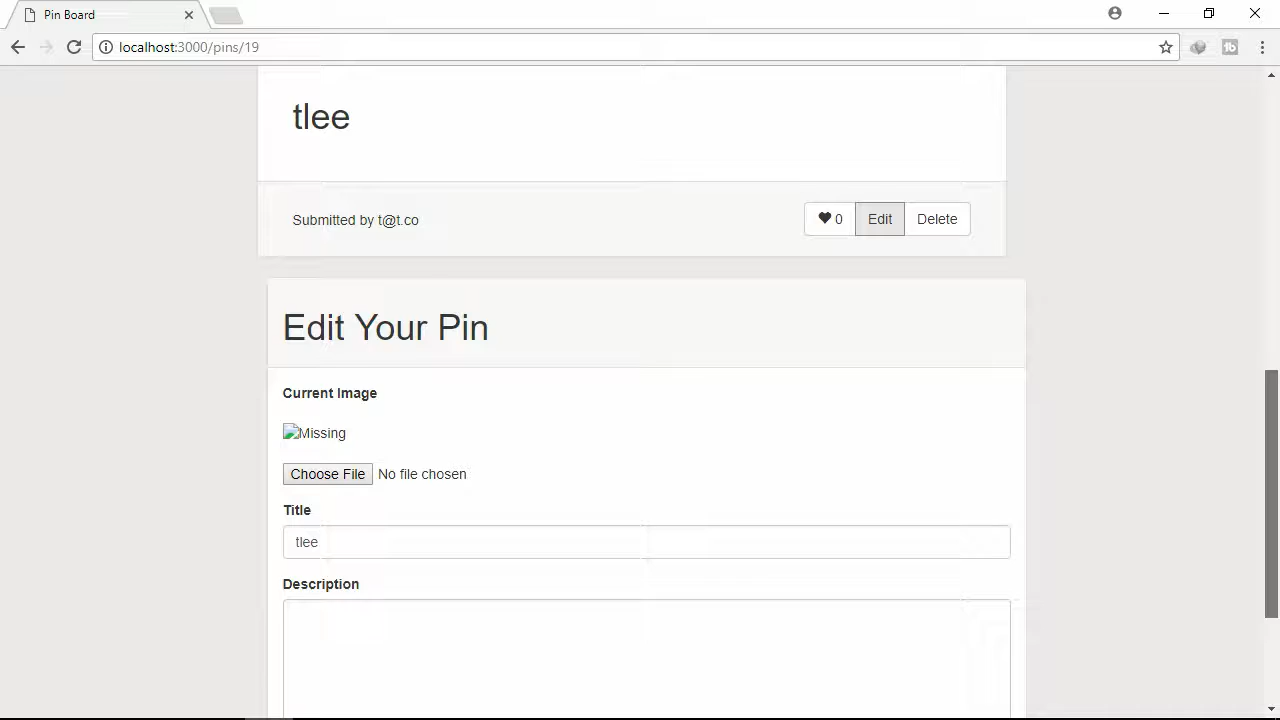 Pin Board
localhost:3000/pins/19
tlee
Submitted by t@t.co
0 Edit Delete
Edit Your Pin
Current Image
Missing
Choose File No file chosen
Title
tlee
Description